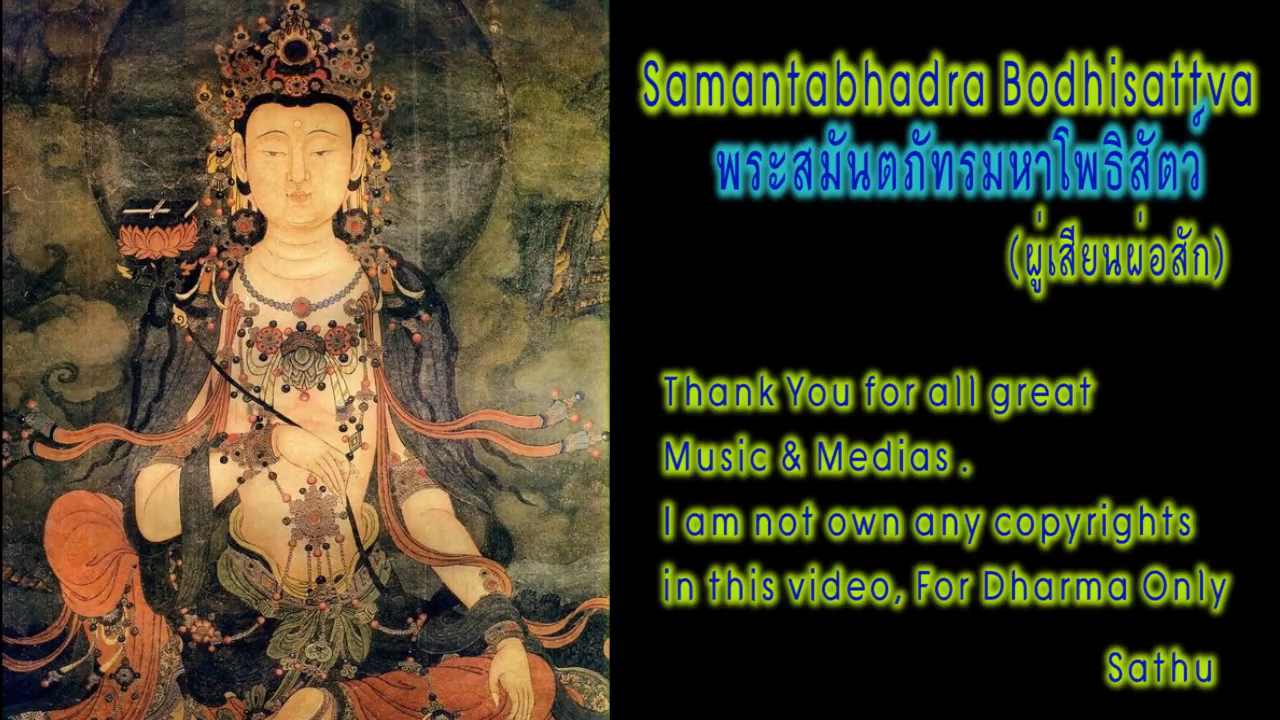 Samantabhadra Bodhisattva
พระสมันตภัทรมหาโพธิสัตว์
(ผู่เสียนผ่อสัก)
Thank You for all great
Music & Medias .
I am not own any copyrights
in this video, For Dharma Only
Sathu